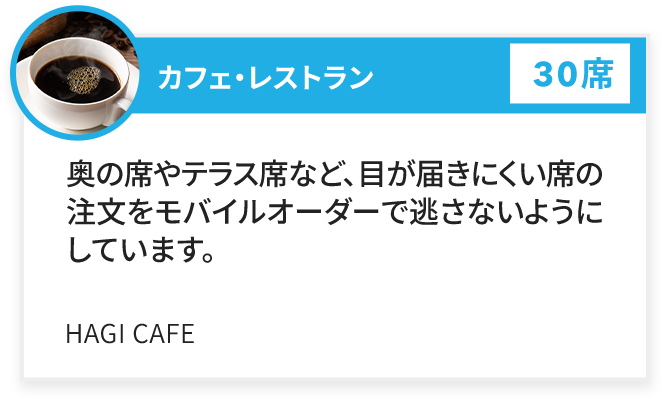 カフェ・レストラン
30席
奥の席やテラス席など、目が届きにくい席の
注文をモバイルオーダーで逃さないように
しています。
HAGI CAFE